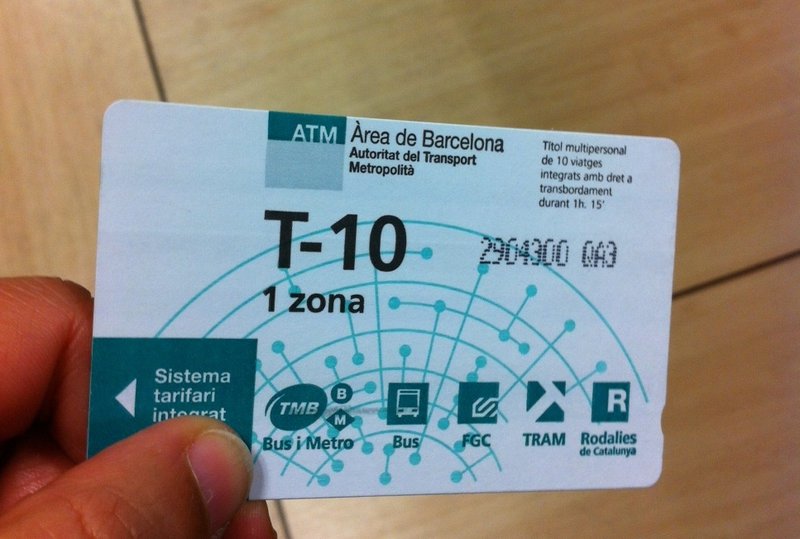 ATM
Àrea de Barcelona
Autoritat del Transport
Metropolità
Títol multipersonal
de 10 viatges
integrats amb dret a
transbordament
durant 1h. 15'
T-10
1 zona
2904300 QA3
Sistema
tarifari
integrat
TMB
B
M
R
Bus i Metro
Bus
FGC
TRAM
Rodalies
de Catalunya